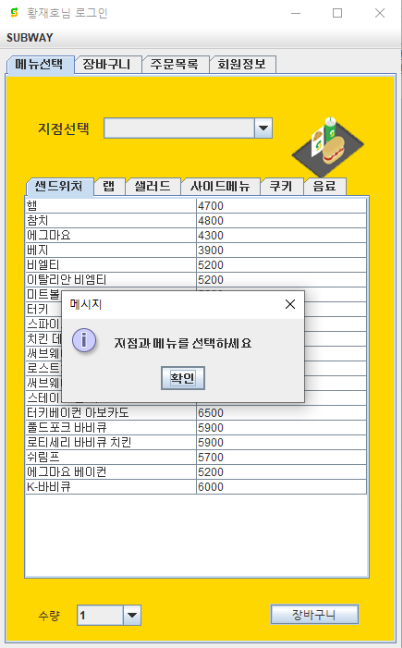 황재호님 로그인
SUBWAY
메뉴선택 장바구니 주문목록 회원정보
지점선택
샌드위치 랩 샐러드 사이드메뉴 쿠키 음료
햄 4700
참치 4800
에그마요 4300
베지 3900
비엘티 5200
이탈리안 비엠티 5200
미트볼
터키
스파이
치킨 데
써브웨
로스트
써브웨
스테이
메시지
지점과 메뉴를 선택하세요
확인
터키베이컨 아보카도 6500
풀드포크 바비큐 5900
로티세리 바비큐 치킨 5900
쉬림프 5700
에그마요 베이컨 5200
K-바비큐 6000
수량 1 장바구니